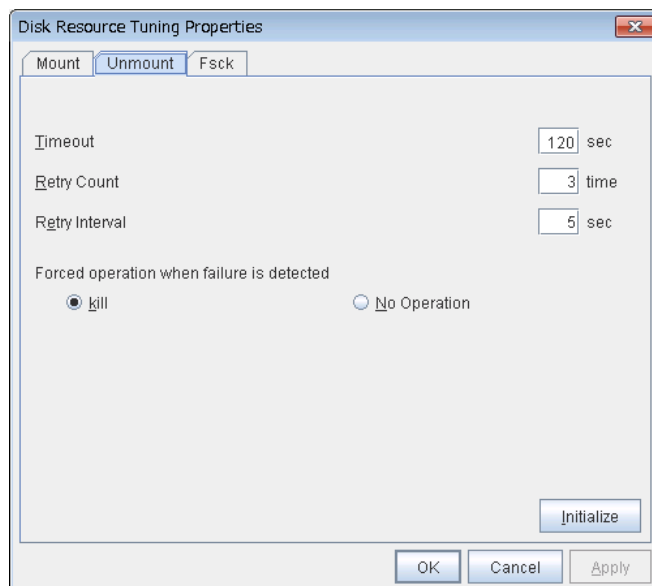 Disk Resource Tuning Properties
Mount Unmount Fsck
Timeout 120 sec
Retry Count 3 time
Retry Interval 5 sec
Forced operation when failure is detected
kill No Operation
Initialize
OK Cancel Apply